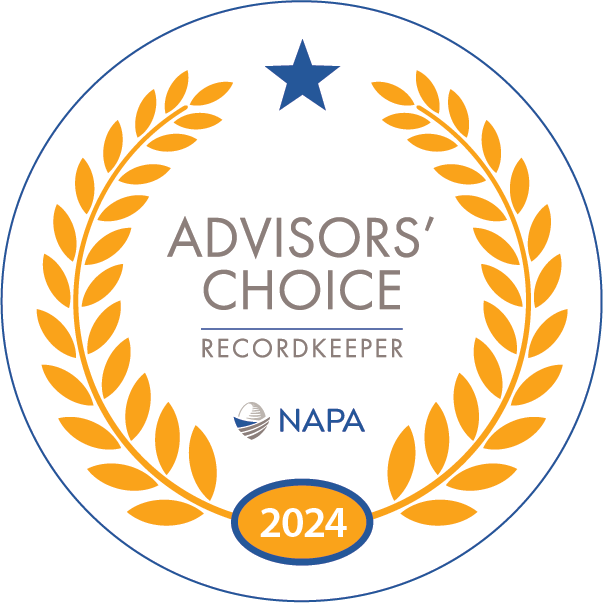 ADVISORS’
CHOICE
RECORDKEEPER
NAPA
2024